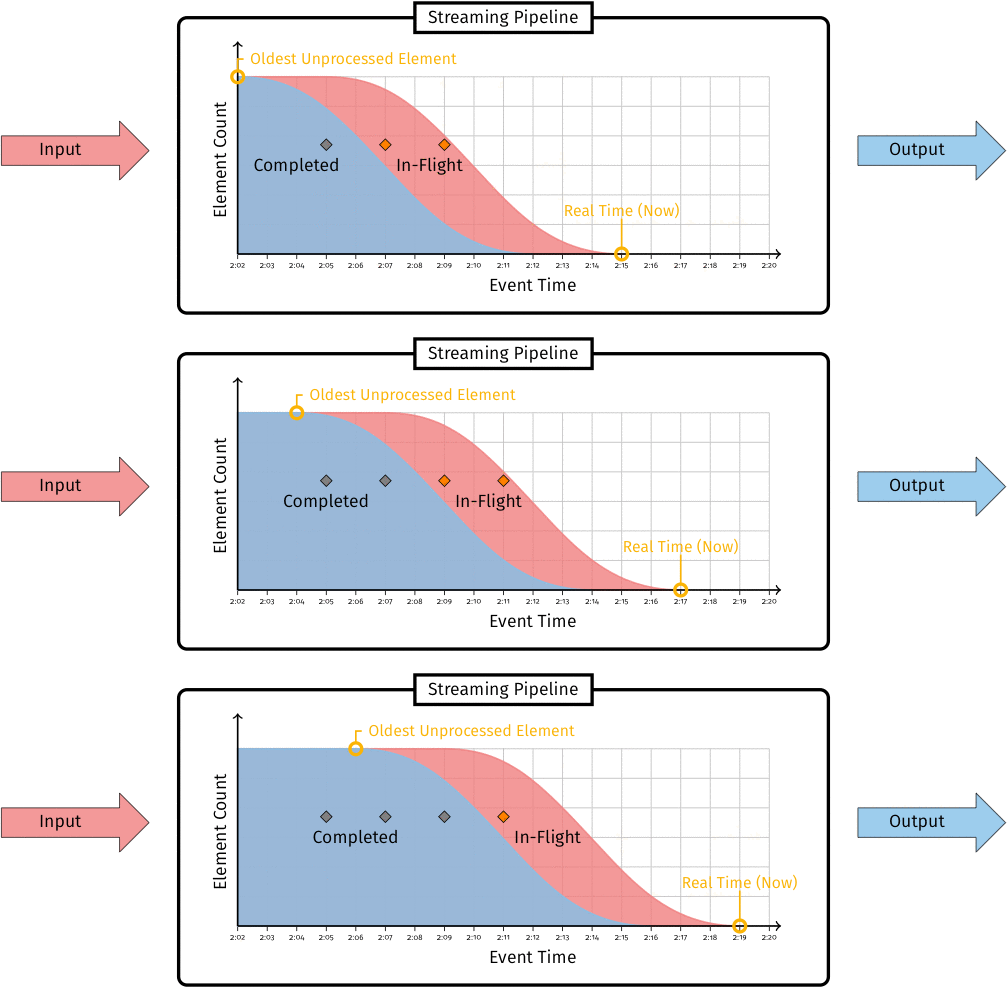 Streaming Pipeline
Oldest Unprocessed Element
Element Count
Input
Completed
In-Flight
Output
Real Time (Now)
2:02 2:03 2:04 2:05 2:06 2:07 2:08 2:09 2:10 2:11 2:12 2:13 2:14 2:15 2:16 2:17 2:18 2:19 2:20
Event Time
Streaming Pipeline
Oldest Unprocessed Element
Element Count
Input
Completed
In-Flight
Output
Real Time (Now)
2:02 2:03 2:04 2:05 2:06 2:07 2:08 2:09 2:10 2:11 2:12 2:13 2:14 2:15 2:16 2:17 2:18 2:19 2:20
Event Time
Streaming Pipeline
Oldest Unprocessed Element
Element Count
Input
Completed
In-Flight
Output
Real Time (Now)
2:02 2:03 2:04 2:05 2:06 2:07 2:08 2:09 2:10 2:11 2:12 2:13 2:14 2:15 2:16 2:17 2:18 2:19 2:20
Event Time